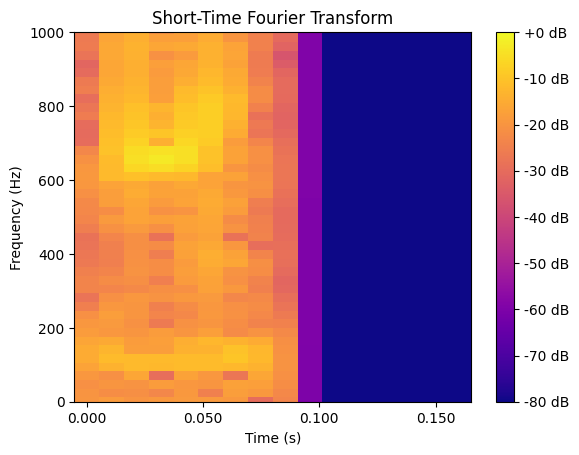 Short-Time Fourier Transform
Frequency (Hz)
1000
800
600
400
200
0
0.000
0.050
0.100
0.150
Time (s)
+0 dB
-10 dB
-20 dB
-30 dB
-40 dB
-50 dB
-60 dB
-70 dB
-80 dB